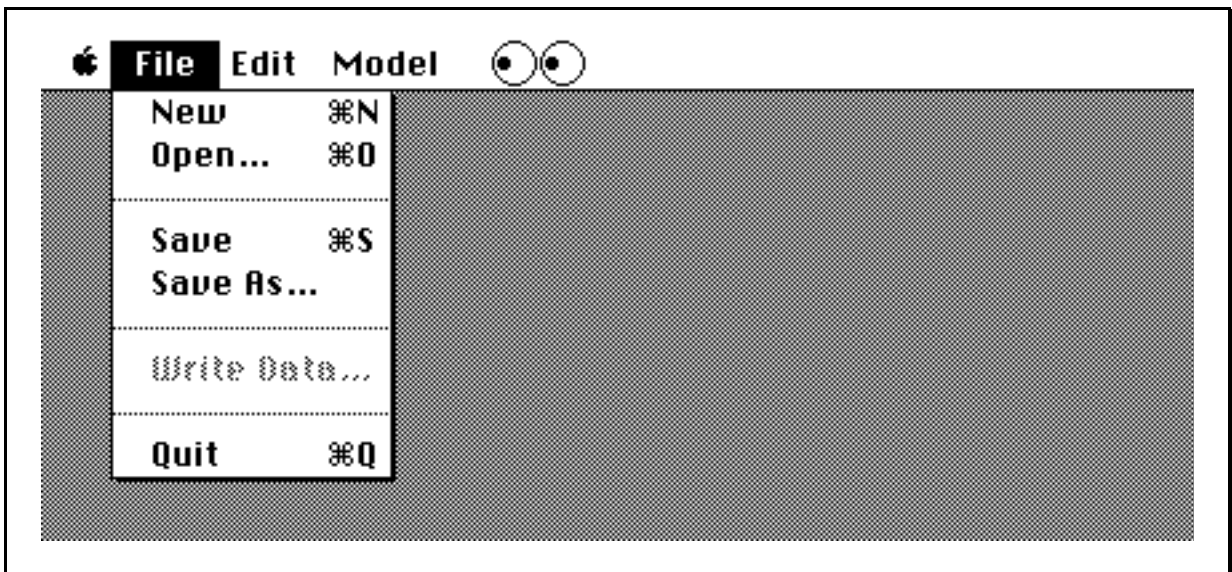 File Edit Model
New ⌘N
Open... ⌘O
Save ⌘S
Save As...
Write Data...
Quit ⌘Q